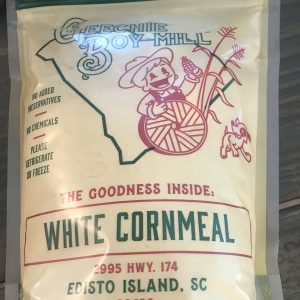 GEECHIE
BOY MILL
NO ADDED
PRESERVATIVES
NO CHEMICALS
PLEASE
REFRIGERATE
OR FREEZE
THE GOODNESS INSIDE:
WHITE CORNMEAL
2995 HWY. 174
EDISTO ISLAND, SC